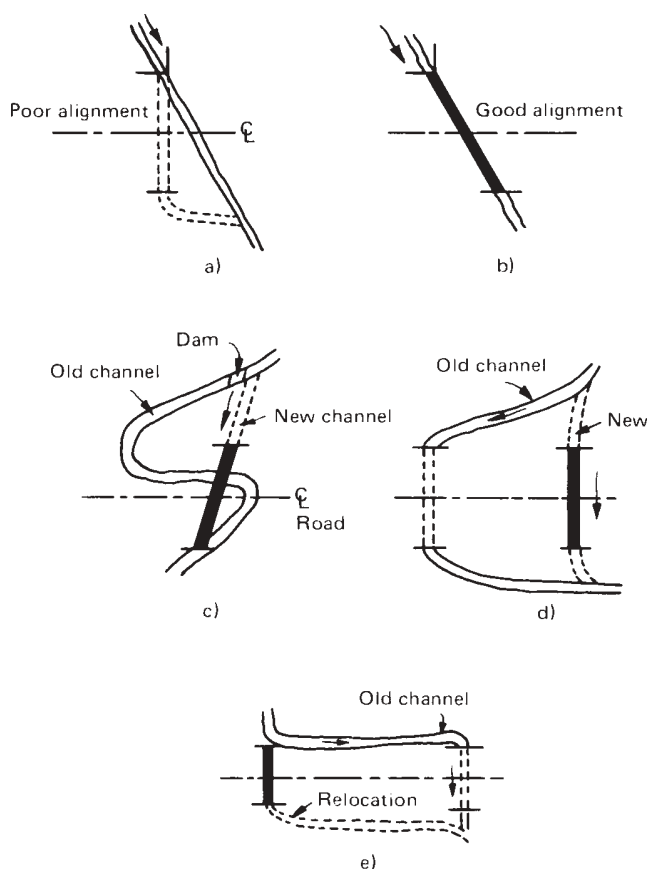 Poor alignment
℄
a)
Good alignment
b)
Dam
Old channel
New channel
℄
Road
c)
Old channel
New
d)
Old channel
Relocation
e)